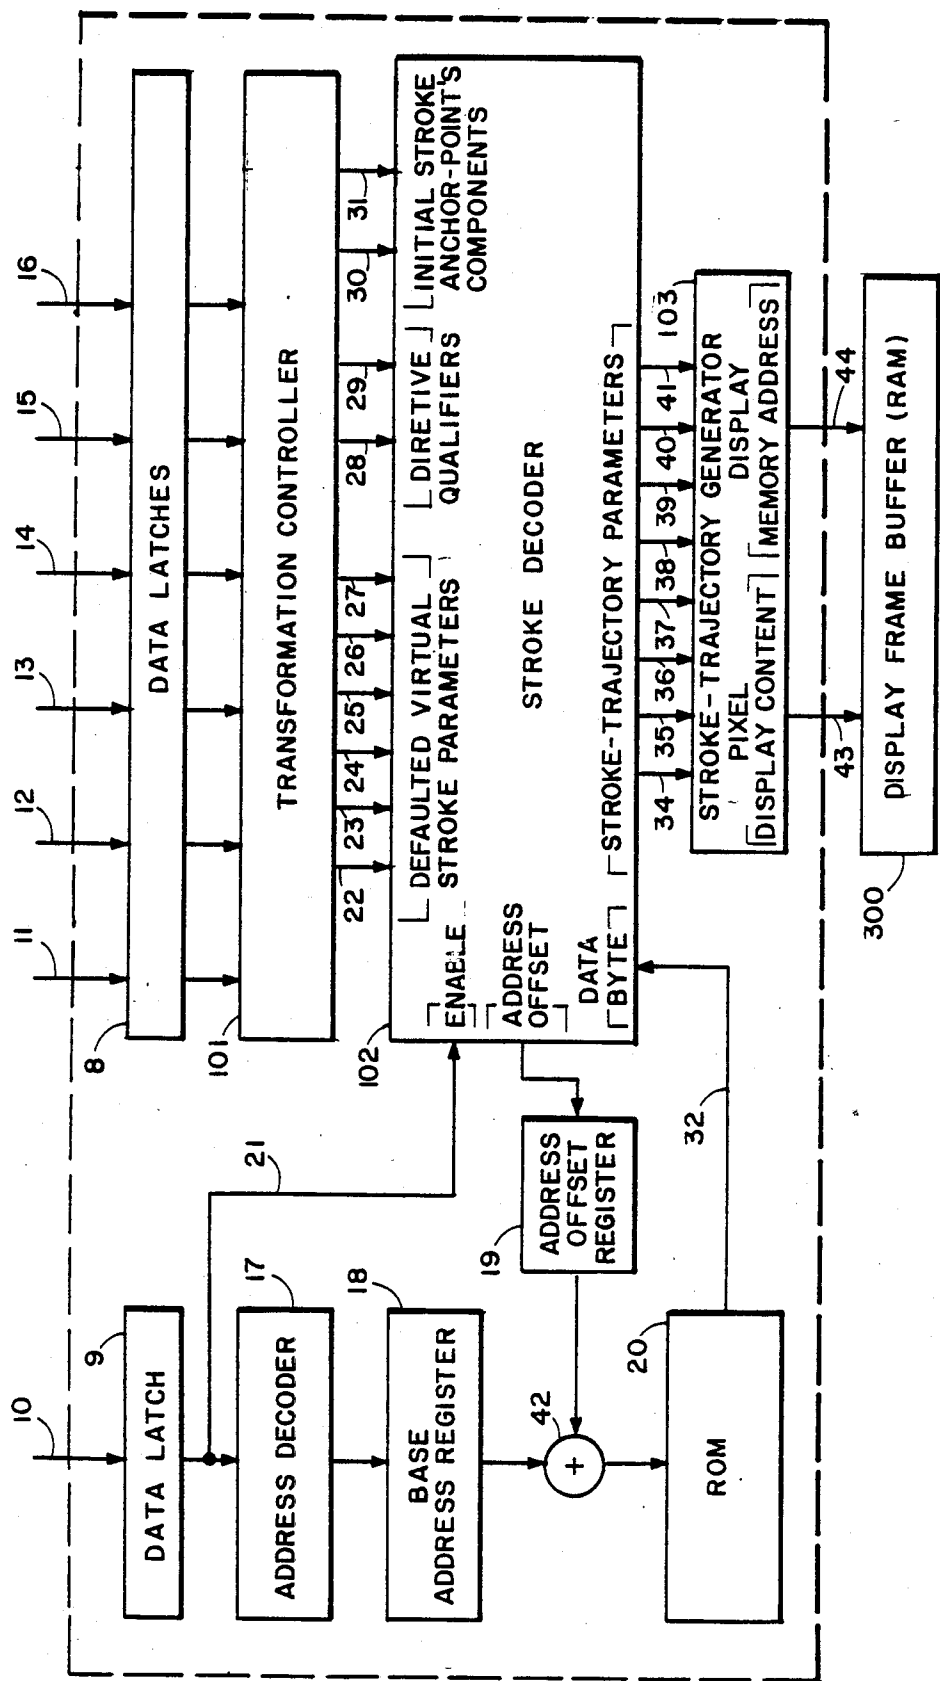 10
11
12
13
14
15
16
9
DATA LATCH
8
DATA LATCHES
21
17
ADDRESS DECODER
101
TRANSFORMATION CONTROLLER
22
23
24
25
26
27
28
29
30
31
18
BASE
ADDRESS REGISTER
102
ENABLE
DEFAULTED VIRTUAL
STROKE PARAMETERS
DIRETIVE
QUALIFIERS
INITIAL STROKE
ANCHOR-POINT'S
COMPONENTS
ADDRESS
OFFSET
STROKE DECODER
DATA
BYTE
STROKE-TRAJECTORY PARAMETERS
19
ADDRESS
OFFSET
REGISTER
42
+
20
ROM
32
34
35
36
37
38
39
40
41
103
STROKE-TRAJECTORY GENERATOR
PIXEL
DISPLAY CONTENT
DISPLAY
MEMORY ADDRESS
43
44
300
DISPLAY FRAME BUFFER (RAM)